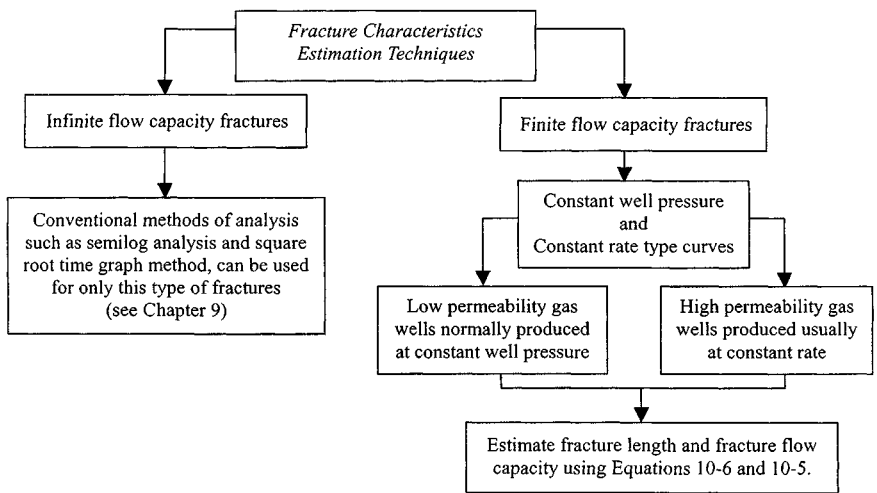 Fracture Characteristics
Estimation Techniques
Infinite flow capacity fractures
Finite flow capacity fractures
Conventional methods of analysis
such as semilog analysis and square
root time graph method, can be used
for only this type of fractures
(see Chapter 9)
Constant well pressure
and
Constant rate type curves
Low permeability gas
wells normally produced
at constant well pressure
High permeability gas
wells produced usually
at constant rate
Estimate fracture length and fracture flow
capacity using Equations 10-6 and 10-5.